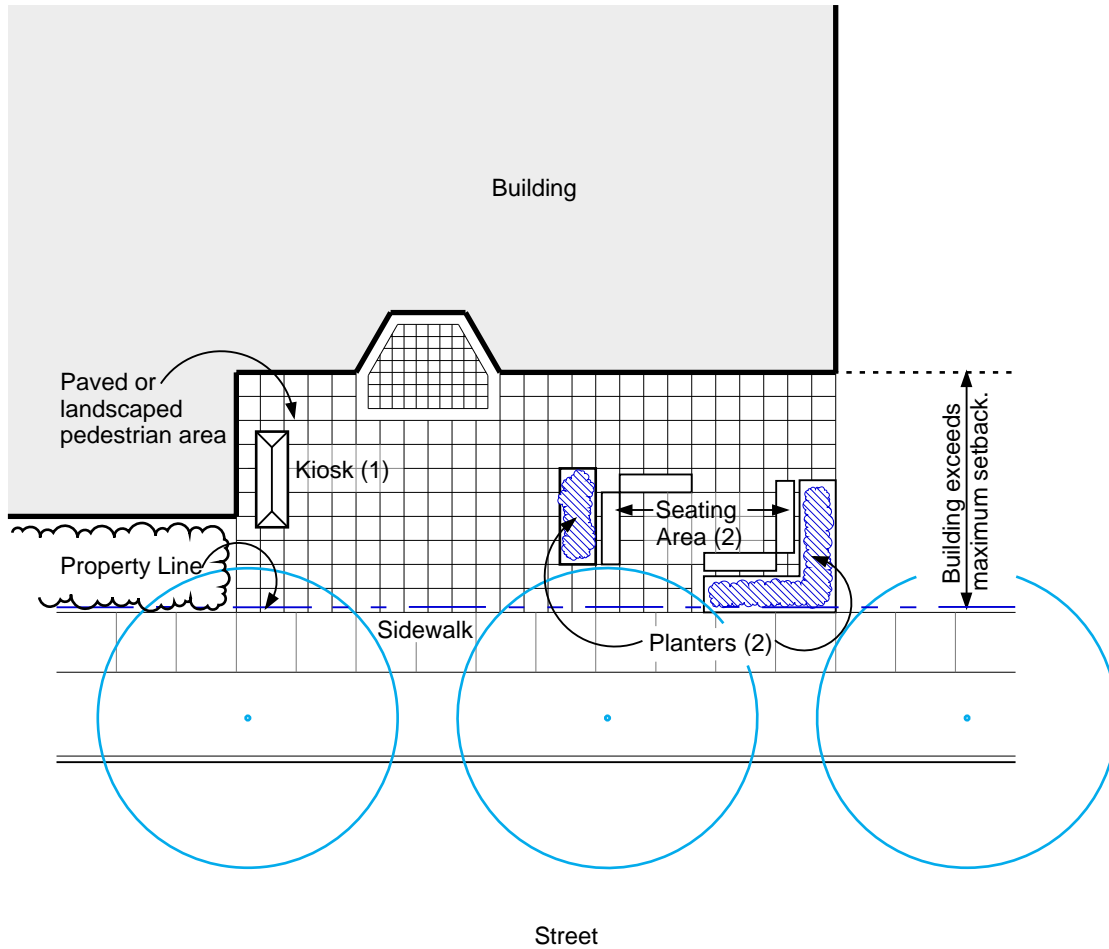 Building
Paved or
landscaped
pedestrian area
Kiosk (1)
Seating
Area (2)
Building exceeds
maximum setback.
Property Line
Sidewalk
Planters (2)
Street